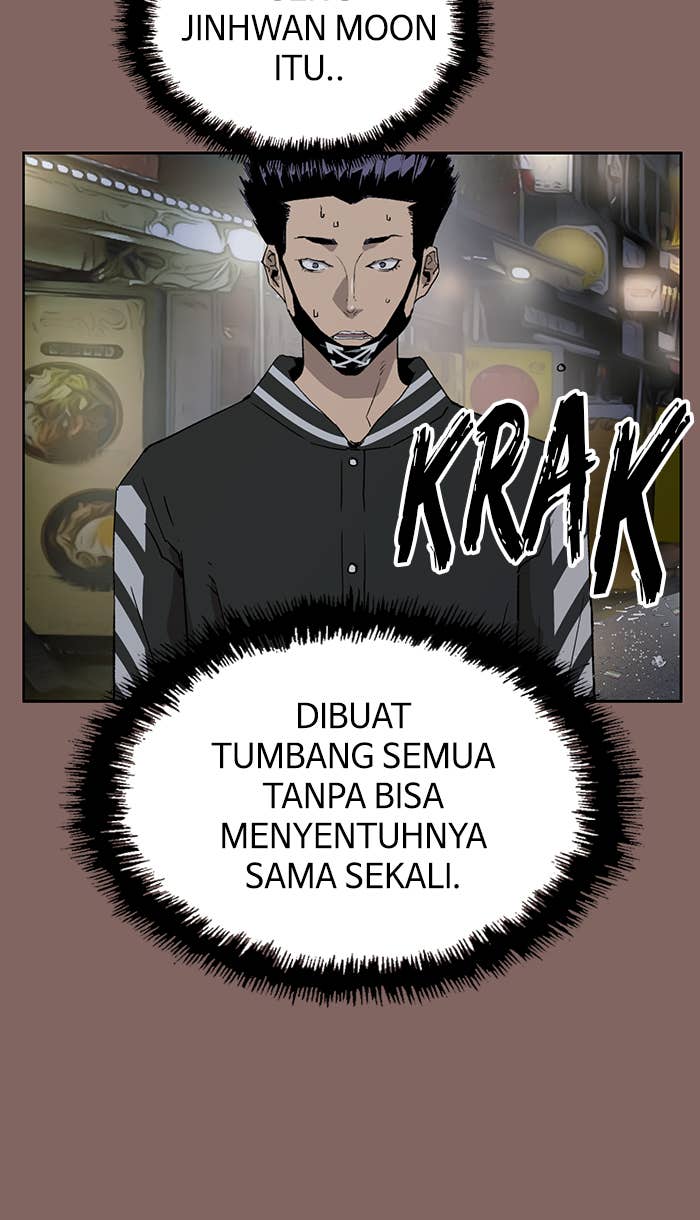 JINHWAN MOON
ITU..
KRAK
DIBUAT
TUMBANG SEMUA
TANPA BISA
MENYENTUHNYA
SAMA SEKALI.